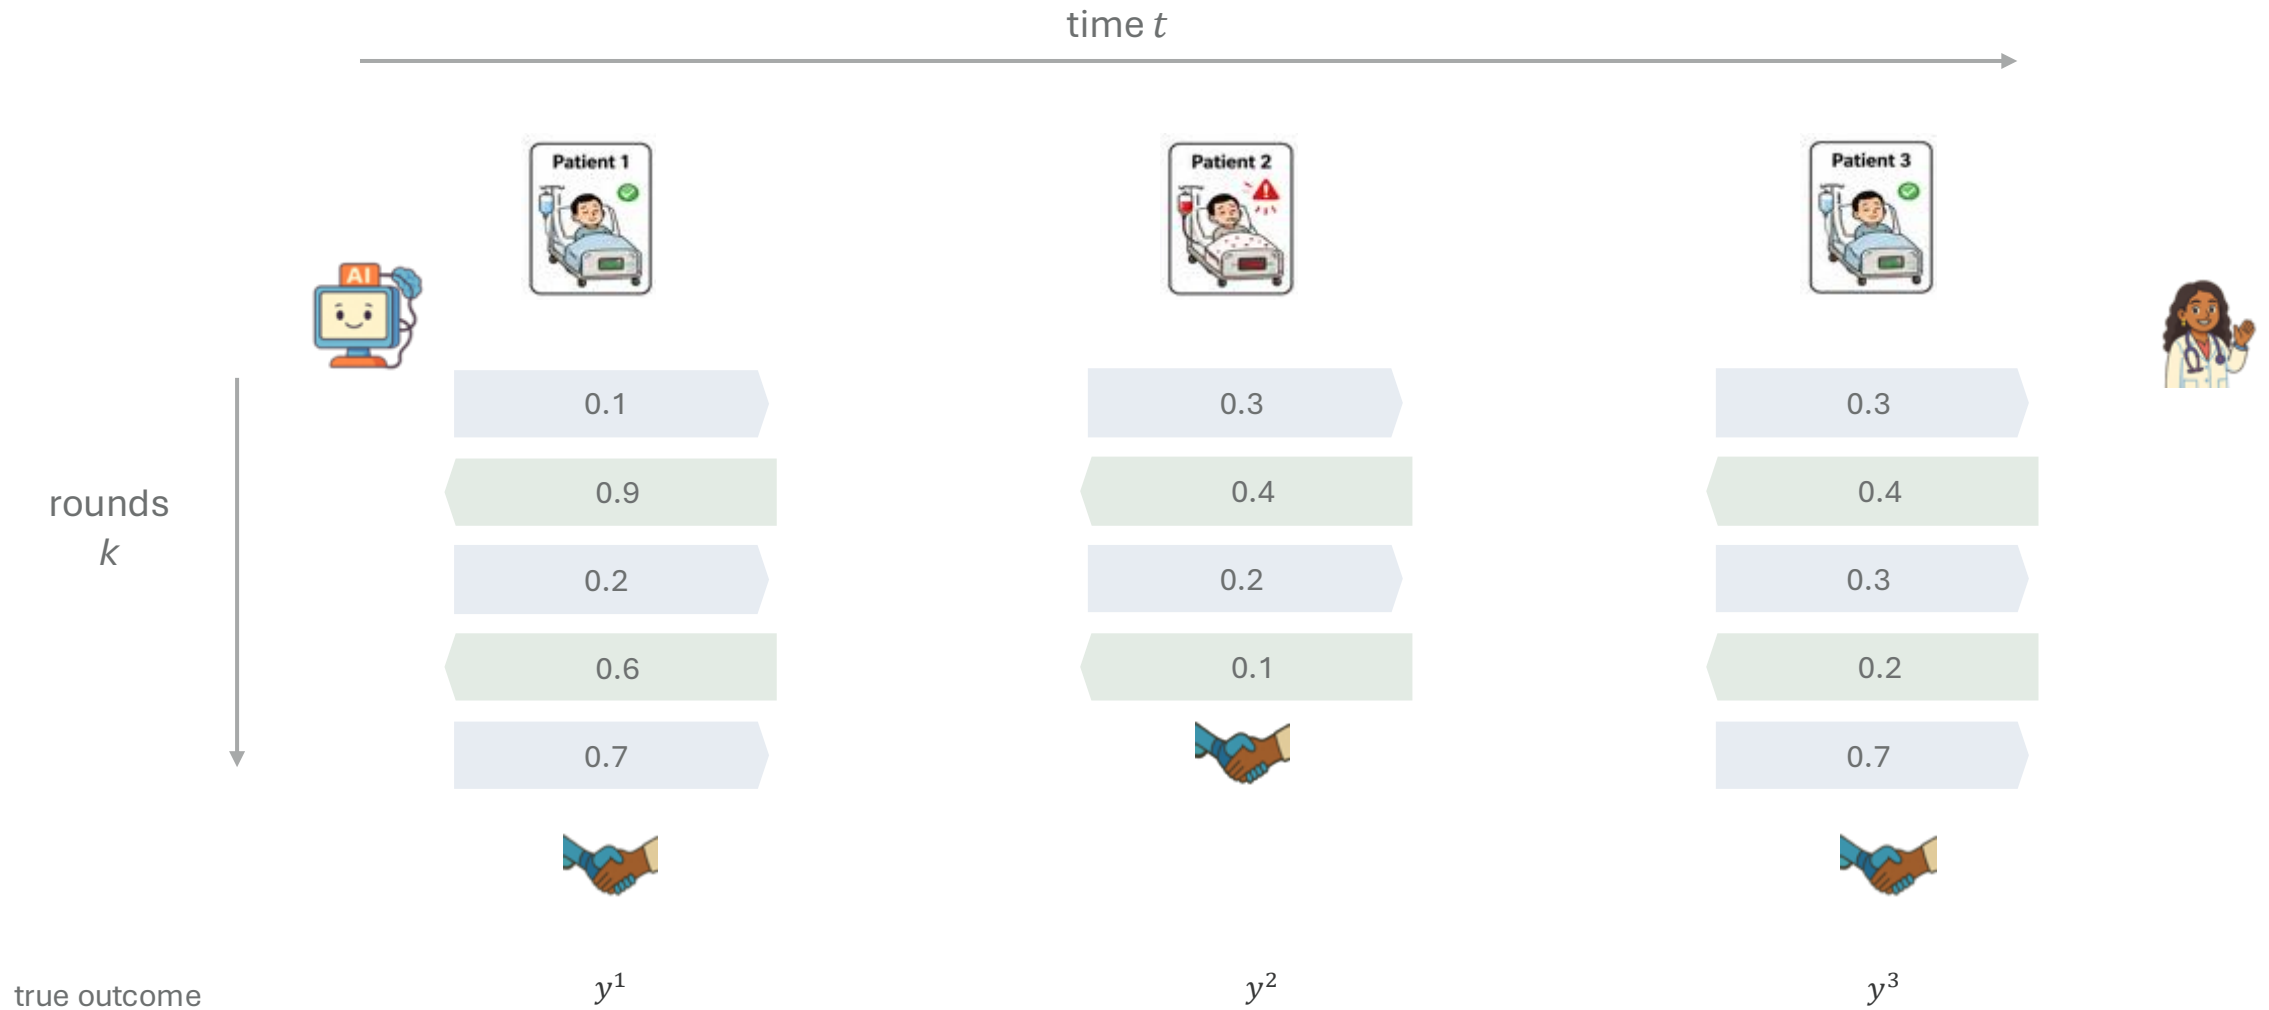 time t
Patient 1
Patient 2
Patient 3
AI
0.1
0.3
0.3
0.9
0.4
0.4
rounds
k
0.2
0.2
0.3
0.6
0.1
0.2
0.7
0.7
true outcome
y¹
y²
y³